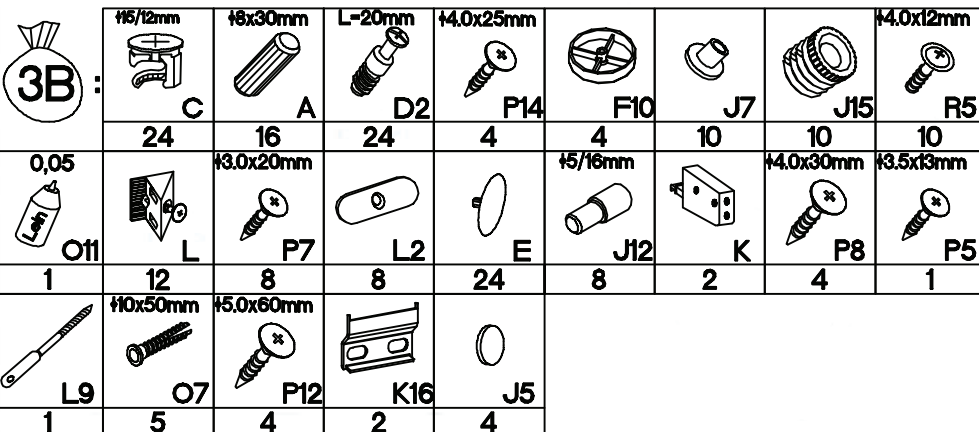 3B :
ϕ15/12mm ϕ8x30mm L=20mm ϕ4.0x25mm ϕ4.0x12mm
C A D2 P14 F10 J7 J15 R5
24 16 24 4 4 10 10 10
0,05 ϕ3.0x20mm ϕ5/16mm ϕ4.0x30mm ϕ3.5x13mm
Leim
O11 L P7 L2 E J12 K P8 P5
1 12 8 8 24 8 2 4 1
ϕ10x50mm ϕ5.0x60mm
L9 O7 P12 K16 J5
1 5 4 2 4